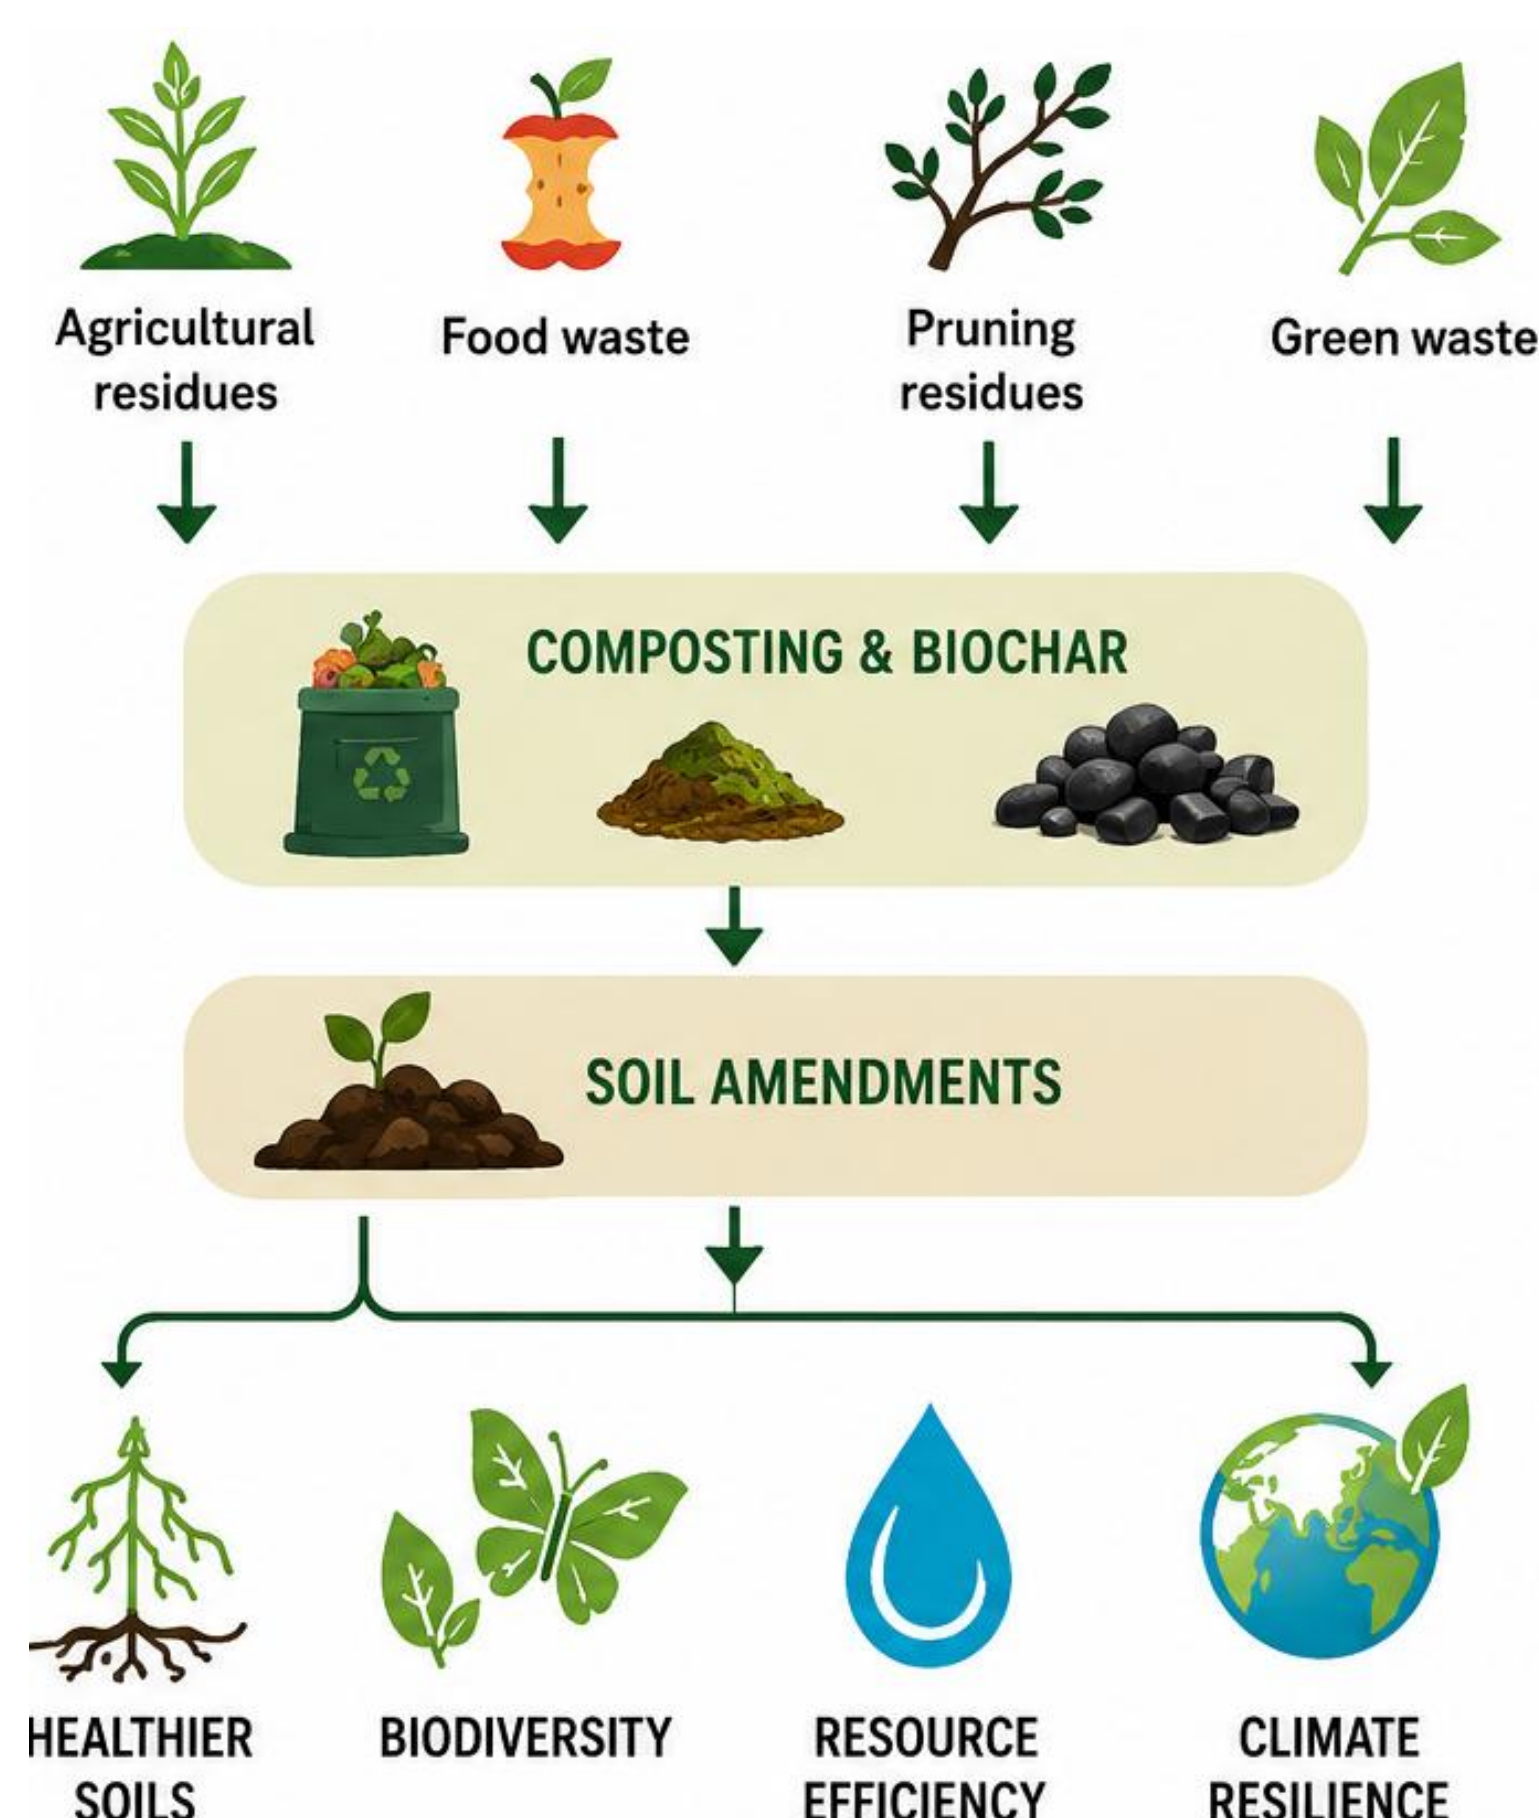 Agricultural
residues
Food waste
Pruning
residues
Green waste
COMPOSTING & BIOCHAR
SOIL AMENDMENTS
HEALTHIER
SOILS
BIODIVERSITY
RESOURCE
EFFICIENCY
CLIMATE
RESILIENCE